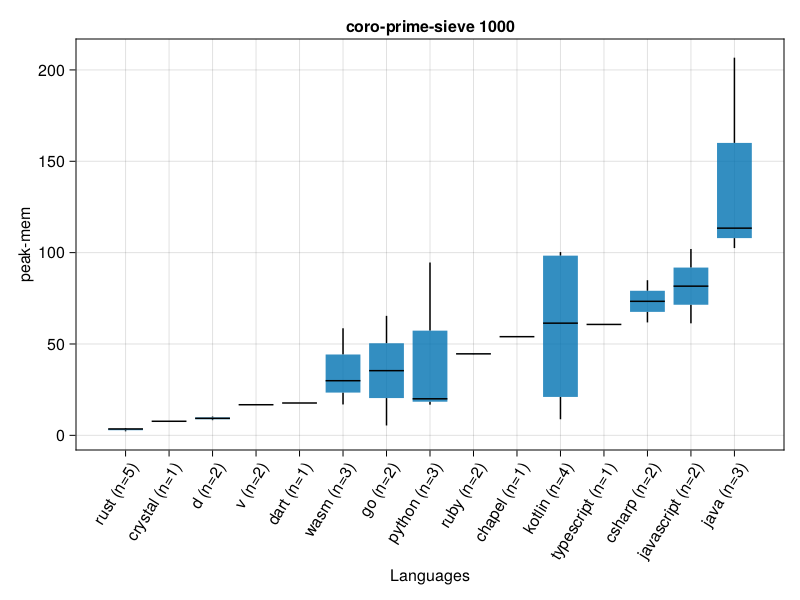 coro-prime-sieve 1000
peak-mem
200
150
100
50
0
rust (n=5)
crystal (n=1)
d (n=2)
v (n=2)
dart (n=1)
wasm (n=3)
go (n=2)
python (n=3)
ruby (n=2)
chapel (n=1)
kotlin (n=4)
typescript (n=1)
csharp (n=2)
javascript (n=2)
java (n=3)
Languages